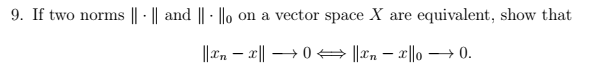 9. If two norms ‖ · ‖ and ‖ · ‖₀ on a vector space X are equivalent, show that
‖xₙ − x‖ ⟶ 0 ⟺ ‖xₙ − x‖₀ ⟶ 0.